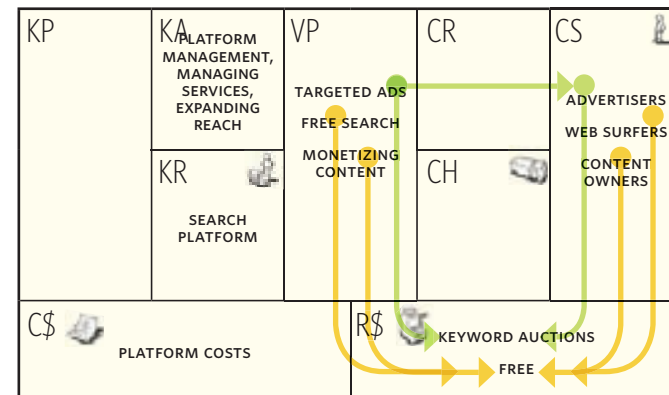 KP
KA
PLATFORM
MANAGEMENT,
MANAGING
SERVICES,
EXPANDING
REACH
KR
SEARCH
PLATFORM
VP
TARGETED ADS
FREE SEARCH
MONETIZING
CONTENT
CR
CH
CS
ADVERTISERS
WEB SURFERS
CONTENT
OWNERS
C$
PLATFORM COSTS
R$
KEYWORD AUCTIONS
FREE